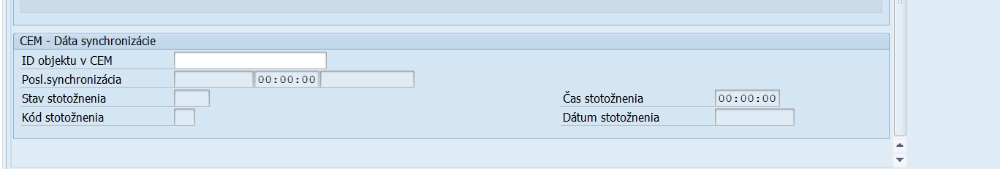 CEM - Dáta synchronizácie
ID objektu v CEM
Posl.synchronizácia 00:00:00
Stav stotožnenia Čas stotožnenia 00:00:00
Kód stotožnenia Dátum stotožnenia